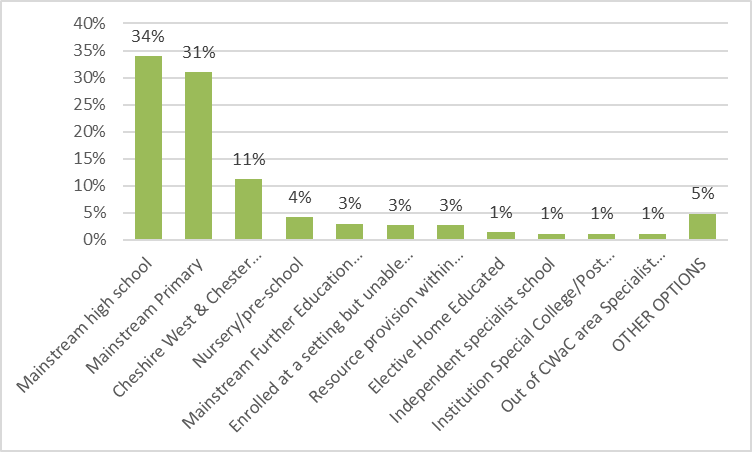 40%
35%
30%
25%
20%
15%
10%
5%
0%
34%
31%
11%
4%
3%
3%
3%
1%
1%
1%
1%
5%
Mainstream high school
Mainstream Primary
Cheshire West & Chester...
Nursery/pre-school
Mainstream Further Education...
Enrolled at a setting but unable...
Resource provision within...
Elective Home Educated
Independent specialist school
Institution Special College/Post...
Out of CWaC area Specialist...
OTHER OPTIONS